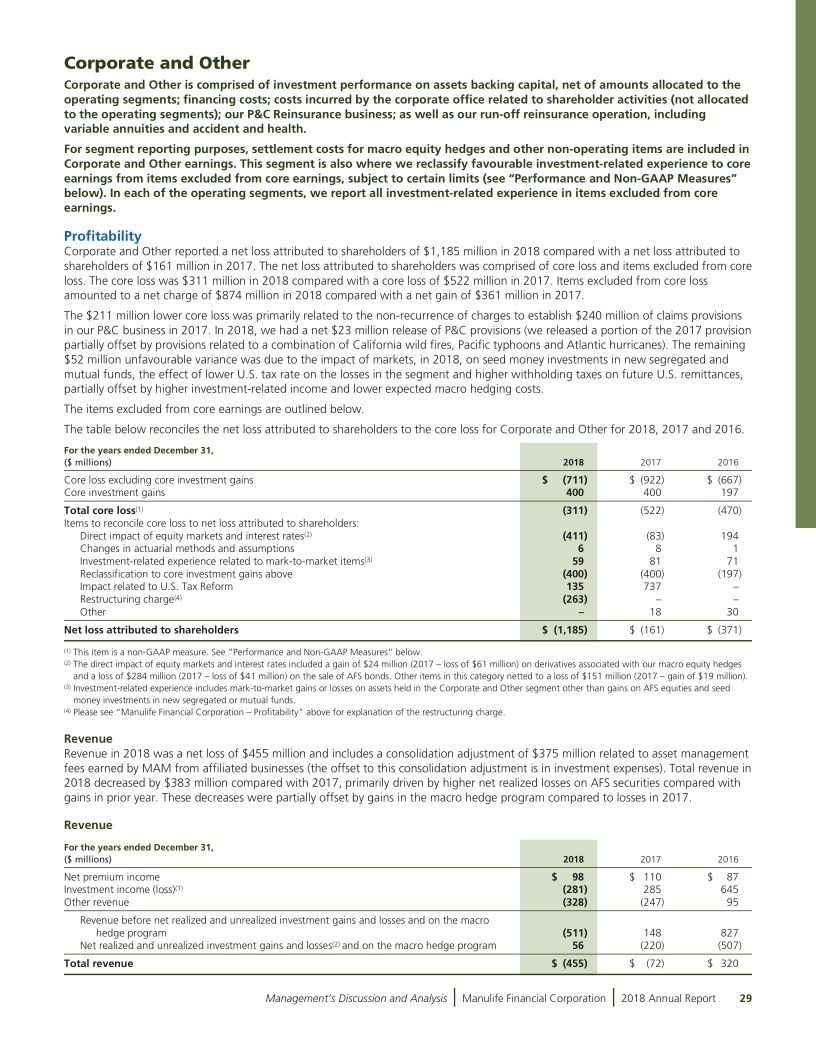 Corporate and Other
Corporate and Other is comprised of investment performance on assets backing capital, net of amounts allocated to the
operating segments; financing costs; costs incurred by the corporate office related to shareholder activities (not allocated
to the operating segments); our P&C Reinsurance business; as well as our run-off reinsurance operation, including
variable annuities and accident and health.
For segment reporting purposes, settlement costs for macro equity hedges and other non-operating items are included in
Corporate and Other earnings. This segment is also where we reclassify favourable investment-related experience to core
earnings from items excluded from core earnings, subject to certain limits (see “Performance and Non-GAAP Measures”
below). In each of the operating segments, we report all investment-related experience in items excluded from core
earnings.
Profitability
Corporate and Other reported a net loss attributed to shareholders of $1,185 million in 2018 compared with a net loss attributed to
shareholders of $161 million in 2017. The net loss attributed to shareholders was comprised of core loss and items excluded from core
loss. The core loss was $311 million in 2018 compared with a core loss of $522 million in 2017. Items excluded from core loss
amounted to a net charge of $874 million in 2018 compared with a net gain of $361 million in 2017.
The $211 million lower core loss was primarily related to the non-recurrence of charges to establish $240 million of claims provisions
in our P&C business in 2017. In 2018, we had a net $23 million release of P&C provisions (we released a portion of the 2017 provision
partially offset by provisions related to a combination of California wild fires, Pacific typhoons and Atlantic hurricanes). The remaining
$52 million unfavourable variance was due to the impact of markets, in 2018, on seed money investments in new segregated and
mutual funds, the effect of lower U.S. tax rate on the losses in the segment and higher withholding taxes on future U.S. remittances,
partially offset by higher investment-related income and lower expected macro hedging costs.
The items excluded from core earnings are outlined below.
The table below reconciles the net loss attributed to shareholders to the core loss for Corporate and Other for 2018, 2017 and 2016.
For the years ended December 31,
($ millions) 2018 2017 2016
Core loss excluding core investment gains $ (711) $ (922) $ (667)
Core investment gains 400 400 197
Total core loss(1) (311) (522) (470)
Items to reconcile core loss to net loss attributed to shareholders:
Direct impact of equity markets and interest rates(2) (411) (83) 194
Changes in actuarial methods and assumptions 6 8 1
Investment-related experience related to mark-to-market items(3) 59 81 71
Reclassification to core investment gains above (400) (400) (197)
Impact related to U.S. Tax Reform 135 737 –
Restructuring charge(4) (263) – –
Other – 18 30
Net loss attributed to shareholders $ (1,185) $ (161) $ (371)
(1) This item is a non-GAAP measure. See “Performance and Non-GAAP Measures” below.
(2) The direct impact of equity markets and interest rates included a gain of $24 million (2017 – loss of $61 million) on derivatives associated with our macro equity hedges
and a loss of $284 million (2017 – loss of $41 million) on the sale of AFS bonds. Other items in this category netted to a loss of $151 million (2017 – gain of $19 million).
(3) Investment-related experience includes mark-to-market gains or losses on assets held in the Corporate and Other segment other than gains on AFS equities and seed
money investments in new segregated or mutual funds.
(4) Please see “Manulife Financial Corporation – Profitability” above for explanation of the restructuring charge.
Revenue
Revenue in 2018 was a net loss of $455 million and includes a consolidation adjustment of $375 million related to asset management
fees earned by MAM from affiliated businesses (the offset to this consolidation adjustment is in investment expenses). Total revenue in
2018 decreased by $383 million compared with 2017, primarily driven by higher net realized losses on AFS securities compared with
gains in prior year. These decreases were partially offset by gains in the macro hedge program compared to losses in 2017.
Revenue
For the years ended December 31,
($ millions) 2018 2017 2016
Net premium income $ 98 $ 110 $ 87
Investment income (loss)(1) (281) 285 645
Other revenue (328) (247) 95
Revenue before net realized and unrealized investment gains and losses and on the macro
hedge program (511) 148 827
Net realized and unrealized investment gains and losses(2) and on the macro hedge program 56 (220) (507)
Total revenue $ (455) $ (72) $ 320
Management’s Discussion and Analysis | Manulife Financial Corporation | 2018 Annual Report 29